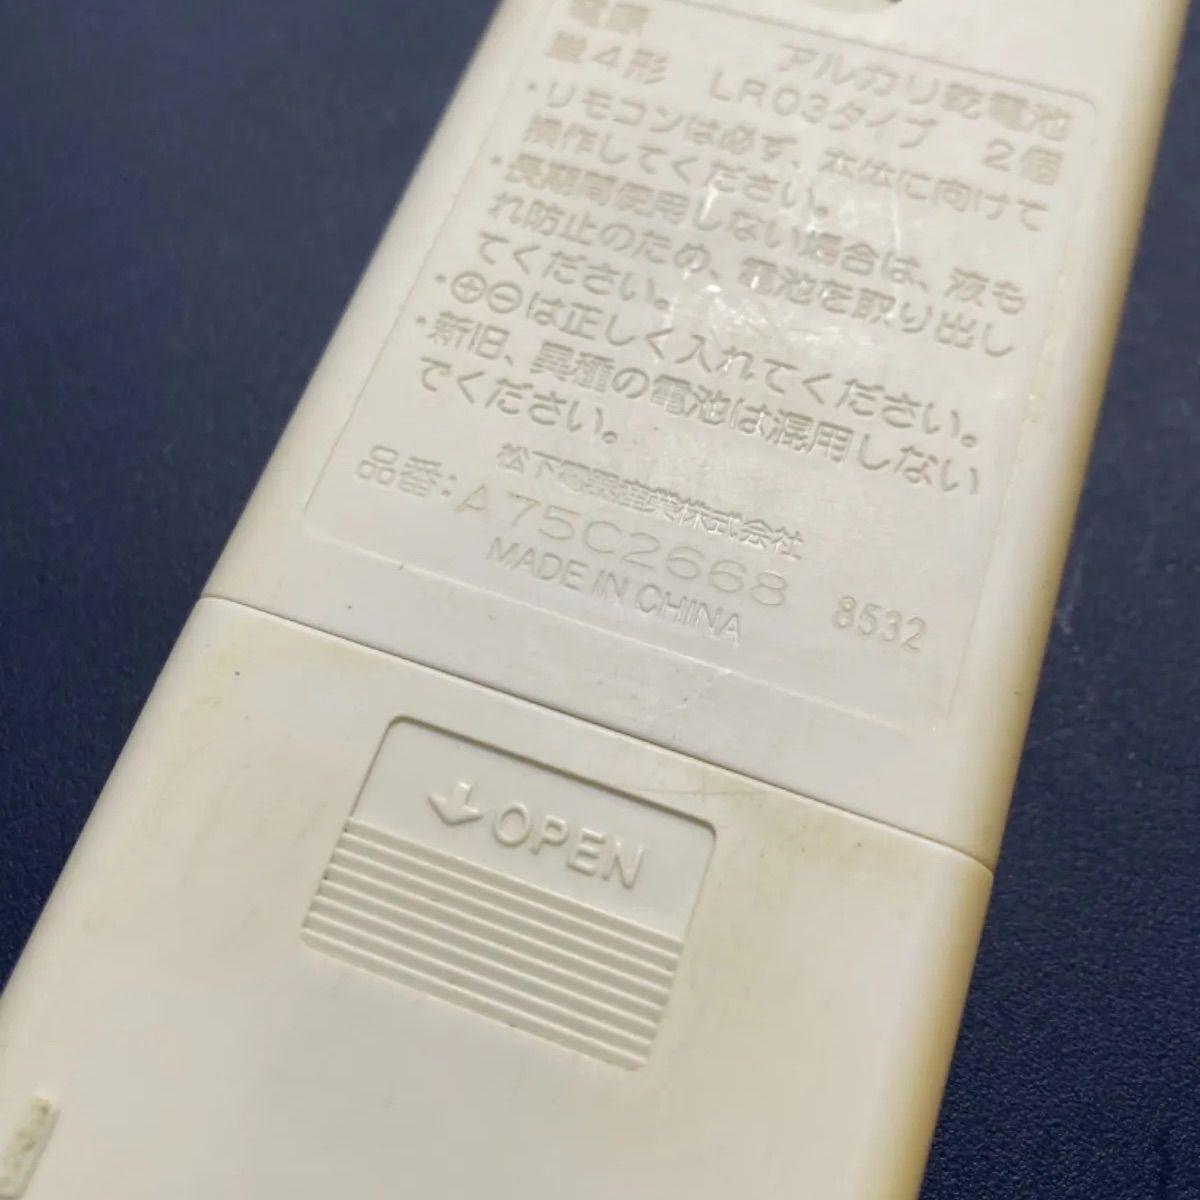 電源 アルカリ乾電池
単4形 LR03タイプ 2個
・リモコンは必ず、本体に向けて
操作してください。
・長期間使用しない場合は、液も
れ防止のため、電池を取り出し
てください。
・⊕⊖は正しく入れてください。
・新旧、異種の電池は混用しない
でください。
松下電器産業株式会社
品番: A75C2668
MADE IN CHINA 8532
↓OPEN